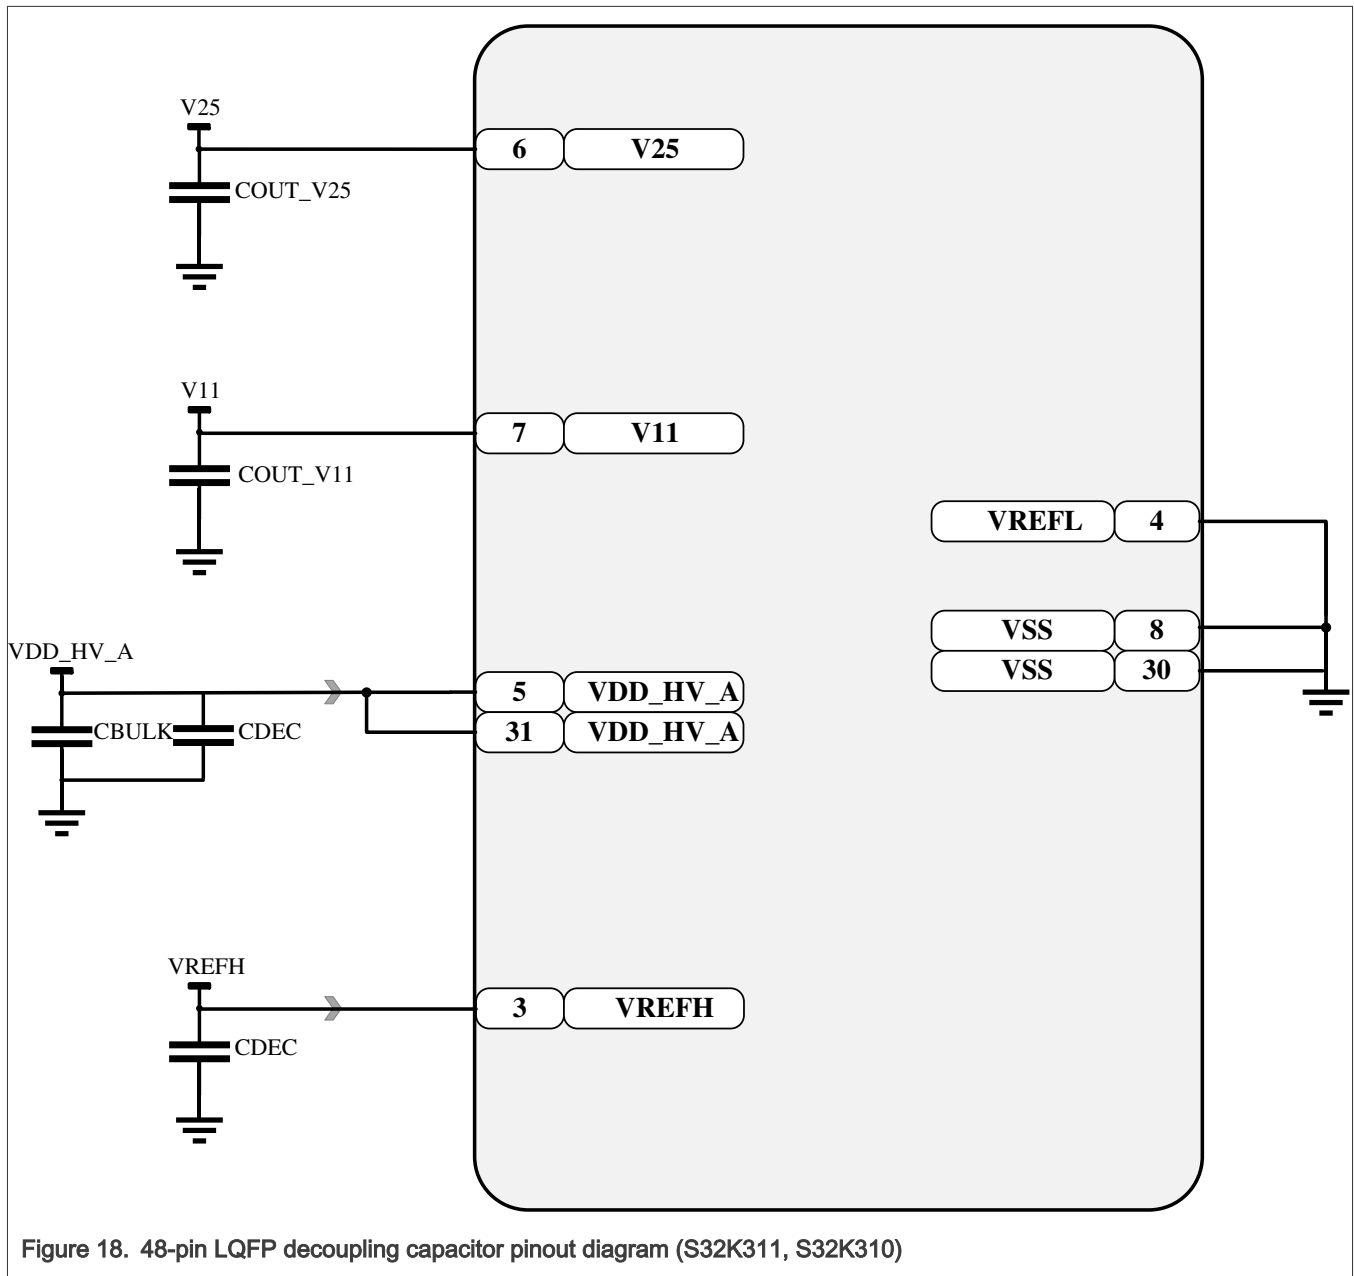 V25
6 V25
COUT_V25
V11
7 V11
COUT_V11
VREFL 4
VSS 8
VDD_HV_A
VSS 30
5 VDD_HV_A
CBULK CDEC
31 VDD_HV_A
VREFH
3 VREFH
CDEC
Figure 18. 48-pin LQFP decoupling capacitor pinout diagram (S32K311, S32K310)